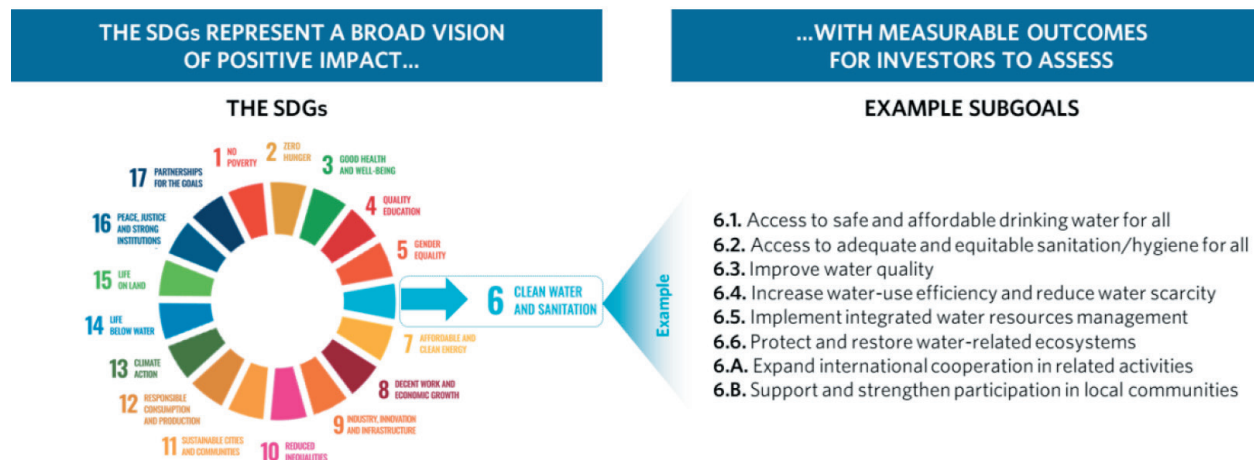 THE SDGs REPRESENT A BROAD VISION
OF POSITIVE IMPACT...
THE SDGs
1 NO
POVERTY
2 ZERO
HUNGER
3 GOOD HEALTH
AND WELL-BEING
4 QUALITY
EDUCATION
5 GENDER
EQUALITY
6 CLEAN WATER
AND SANITATION
7 AFFORDABLE AND
CLEAN ENERGY
8 DECENT WORK AND
ECONOMIC GROWTH
9 INDUSTRY, INNOVATION
AND INFRASTRUCTURE
10 REDUCED
INEQUALITIES
11 SUSTAINABLE CITIES
AND COMMUNITIES
12 RESPONSIBLE
CONSUMPTION
AND PRODUCTION
13 CLIMATE
ACTION
14 LIFE
BELOW WATER
15 LIFE
ON LAND
16 PEACE, JUSTICE
AND STRONG
INSTITUTIONS
17 PARTNERSHIPS
FOR THE GOALS
Example
...WITH MEASURABLE OUTCOMES
FOR INVESTORS TO ASSESS
EXAMPLE SUBGOALS
6.1. Access to safe and affordable drinking water for all
6.2. Access to adequate and equitable sanitation/hygiene for all
6.3. Improve water quality
6.4. Increase water-use efficiency and reduce water scarcity
6.5. Implement integrated water resources management
6.6. Protect and restore water-related ecosystems
6.A. Expand international cooperation in related activities
6.B. Support and strengthen participation in local communities